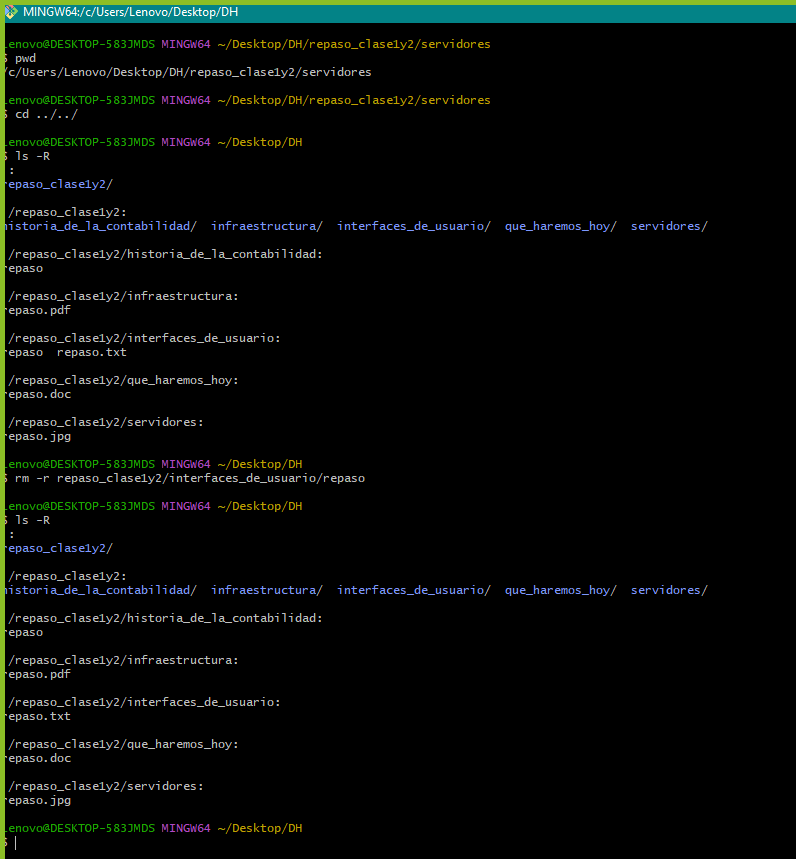 MINGW64:/c/Users/Lenovo/Desktop/DH
Lenovo@DESKTOP-583JMDS MINGW64 ~/Desktop/DH/repaso_clase1y2/servidores
$ pwd
/c/Users/Lenovo/Desktop/DH/repaso_clase1y2/servidores
Lenovo@DESKTOP-583JMDS MINGW64 ~/Desktop/DH/repaso_clase1y2/servidores
$ cd ../../
Lenovo@DESKTOP-583JMDS MINGW64 ~/Desktop/DH
$ ls -R
:
repaso_clase1y2/
/repaso_clase1y2:
historia_de_la_contabilidad/ infraestructura/ interfaces_de_usuario/ que_haremos_hoy/ servidores/
/repaso_clase1y2/historia_de_la_contabilidad:
repaso
/repaso_clase1y2/infraestructura:
repaso.pdf
/repaso_clase1y2/interfaces_de_usuario:
repaso repaso.txt
/repaso_clase1y2/que_haremos_hoy:
repaso.doc
/repaso_clase1y2/servidores:
repaso.jpg
Lenovo@DESKTOP-583JMDS MINGW64 ~/Desktop/DH
$ rm -r repaso_clase1y2/interfaces_de_usuario/repaso
Lenovo@DESKTOP-583JMDS MINGW64 ~/Desktop/DH
$ ls -R
:
repaso_clase1y2/
/repaso_clase1y2:
historia_de_la_contabilidad/ infraestructura/ interfaces_de_usuario/ que_haremos_hoy/ servidores/
/repaso_clase1y2/historia_de_la_contabilidad:
repaso
/repaso_clase1y2/infraestructura:
repaso.pdf
/repaso_clase1y2/interfaces_de_usuario:
repaso.txt
/repaso_clase1y2/que_haremos_hoy:
repaso.doc
/repaso_clase1y2/servidores:
repaso.jpg
Lenovo@DESKTOP-583JMDS MINGW64 ~/Desktop/DH
$